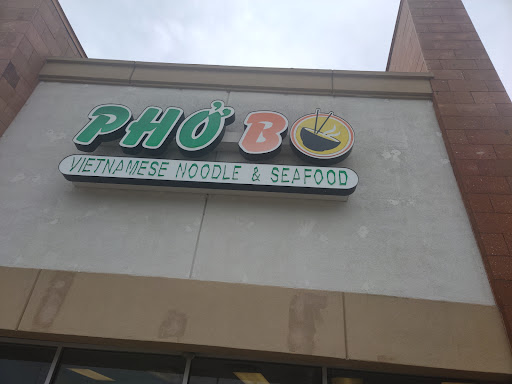 PHỞ BO
VIETNAMESE NOODLE & SEAFOOD